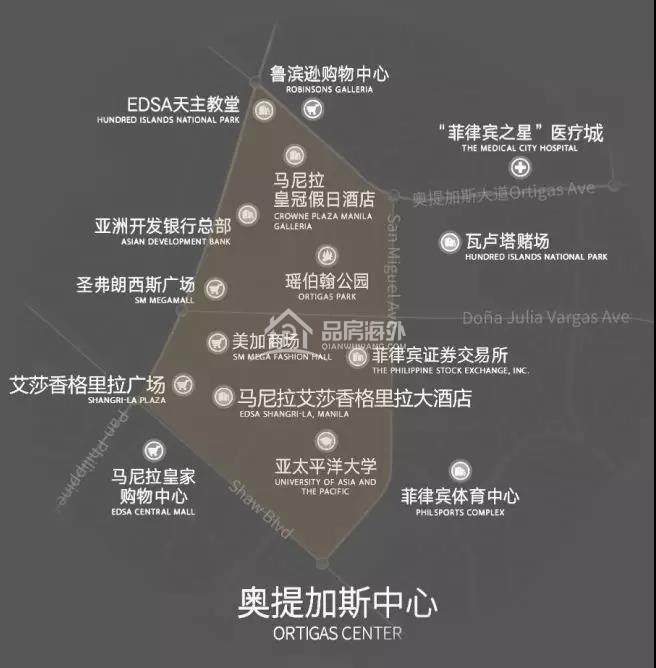 鲁滨逊购物中心
ROBINSONS GALLERIA
EDSA天主教堂
HUNDRED ISLANDS NATIONAL PARK
“菲律宾之星”医疗城
THE MEDICAL CITY HOSPITAL
马尼拉
皇冠假日酒店
CROWNE PLAZA MANILA
GALLERIA
奥提加斯大道Ortigas Ave
亚洲开发银行总部
ASIAN DEVELOPMENT BANK
瓦卢塔赌场
HUNDRED ISLANDS NATIONAL PARK
San Miguel Ave
瑶伯翰公园
ORTIGAS PARK
圣弗朗西斯广场
SM MEGAMALL
Doña Julia Vargas Ave
品房海外
QIANWUWANG.COM
美加商场
SM MEGA FASHION HALL
菲律宾证券交易所
THE PHILIPPINE STOCK EXCHANGE, INC.
艾莎香格里拉广场
SHANGRI-LA PLAZA
马尼拉艾莎香格里拉大酒店
EDSA SHANGRI-LA, MANILA
Pan-Philippine
亚太平洋大学
UNIVERSITY OF ASIA AND
THE PACIFIC
马尼拉皇家
购物中心
EDSA CENTRAL MALL
菲律宾体育中心
PHILSPORTS COMPLEX
Shaw Blvd
奥提加斯中心
ORTIGAS CENTER